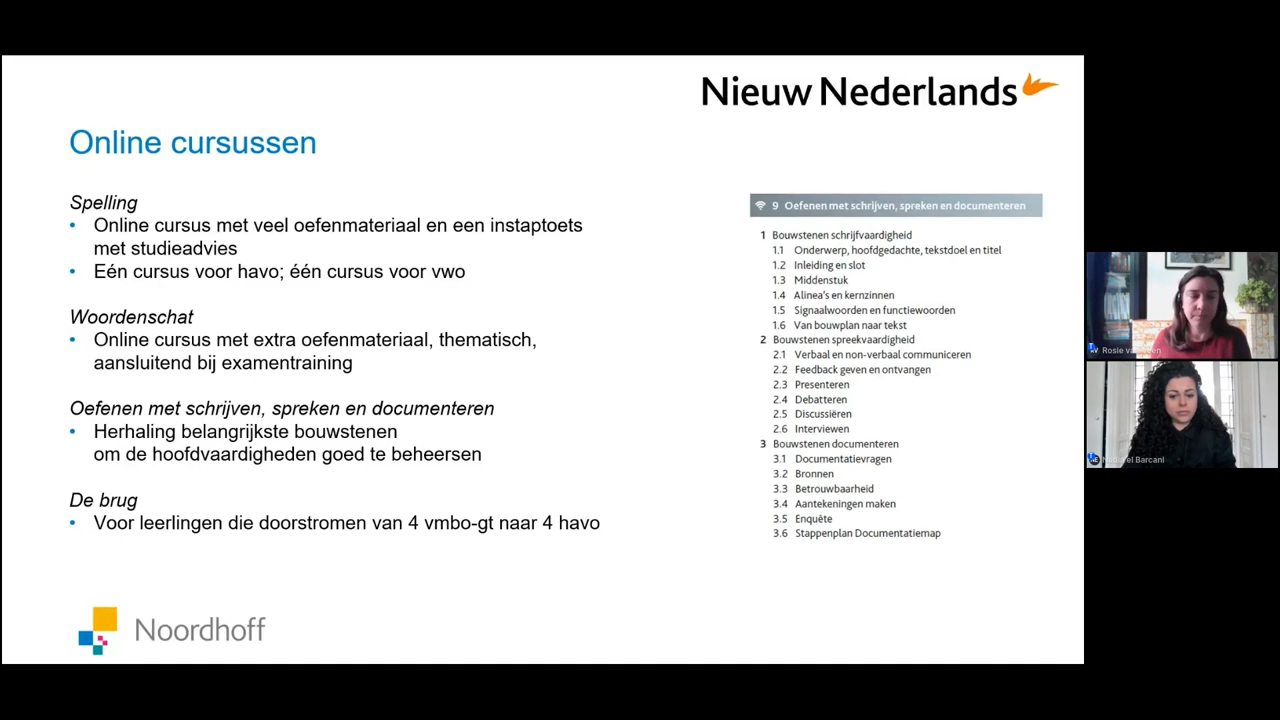 Nieuw Nederlands
Online cursussen
Spelling
• Online cursus met veel oefenmateriaal en een instaptoets
met studieadvies
• Eén cursus voor havo; één cursus voor vwo
Woordenschat
• Online cursus met extra oefenmateriaal, thematisch,
aansluitend bij examentraining
Oefenen met schrijven, spreken en documenteren
• Herhaling belangrijkste bouwstenen
om de hoofdvaardigheden goed te beheersen
De brug
• Voor leerlingen die doorstromen van 4 vmbo-gt naar 4 havo
9 Oefenen met schrijven, spreken en documenteren
1 Bouwstenen schrijfvaardigheid
1.1 Onderwerp, hoofdgedachte, tekstdoel en titel
1.2 Inleiding en slot
1.3 Middenstuk
1.4 Alinea's en kernzinnen
1.5 Signaalwoorden en functiewoorden
1.6 Van bouwplan naar tekst
2 Bouwstenen spreekvaardigheid
2.1 Verbaal en non-verbaal communiceren
2.2 Feedback geven en ontvangen
2.3 Presenteren
2.4 Debatteren
2.5 Discussiëren
2.6 Interviewen
3 Bouwstenen documenteren
3.1 Documentatievragen
3.2 Bronnen
3.3 Betrouwbaarheid
3.4 Aantekeningen maken
3.5 Enquête
3.6 Stappenplan Documentatiemap
Noordhoff
Rosie
el Barcani